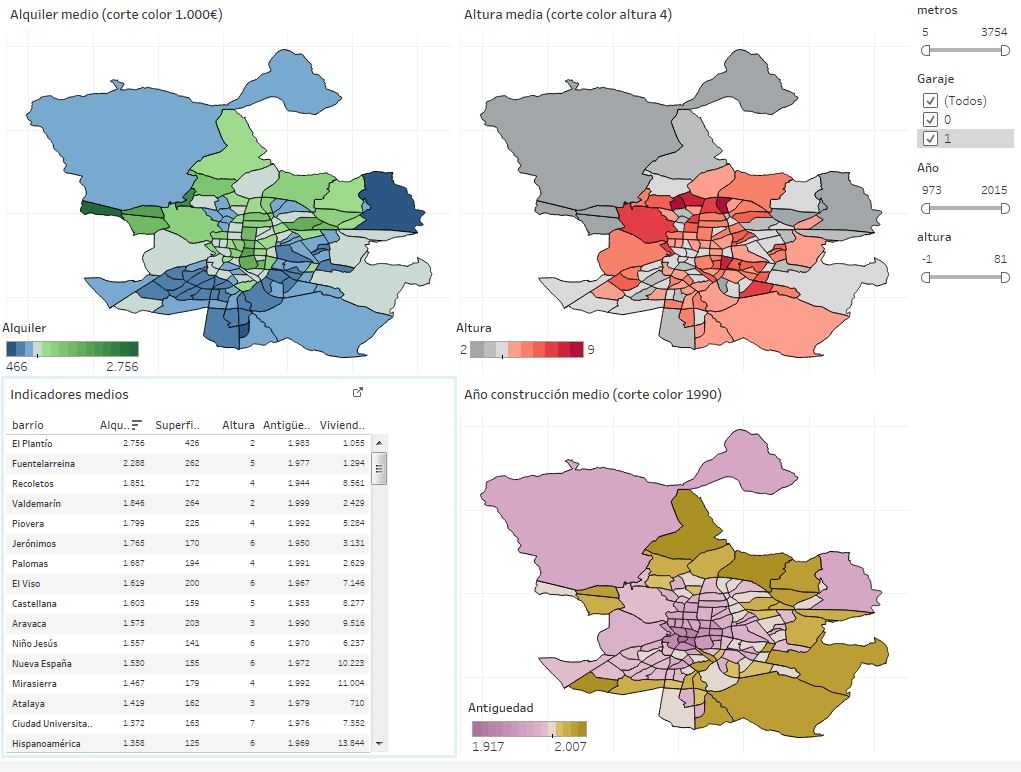 Alquiler medio (corte color 1.000€)
Altura media (corte color altura 4)
metros
5 3754
Garaje
(Todos)
0
1
Año
973 2015
altura
-1 81
Alquiler
466 2.756
Altura
2 9
Indicadores medios
barrio Alqu.. Superfi.. Altura Antigüe.. Viviend..
El Plantío 2.756 426 2 1.983 1.055
Fuentelarreina 2.288 262 5 1.977 1.294
Recoletos 1.851 172 4 1.944 8.561
Valdemarín 1.846 264 2 1.999 2.429
Piovera 1.799 225 4 1.992 5.284
Jerónimos 1.765 170 6 1.950 3.131
Palomas 1.687 194 4 1.991 2.629
El Viso 1.619 200 6 1.967 7.146
Castellana 1.603 159 5 1.953 8.277
Aravaca 1.575 203 3 1.990 9.516
Niño Jesús 1.557 141 6 1.970 6.237
Nueva España 1.530 155 6 1.972 10.223
Mirasierra 1.467 179 4 1.992 11.004
Atalaya 1.419 162 3 1.979 710
Ciudad Universita.. 1.372 163 7 1.976 7.352
Hispanoamérica 1.358 125 6 1.969 13.844
Año construcción medio (corte color 1990)
Antiguedad
1.917 2.007